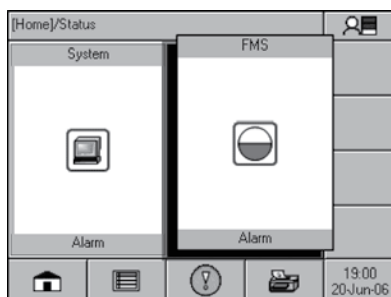 [Home]/Status
System
FMS
Alarm
Alarm
19:00
20-Jun-06